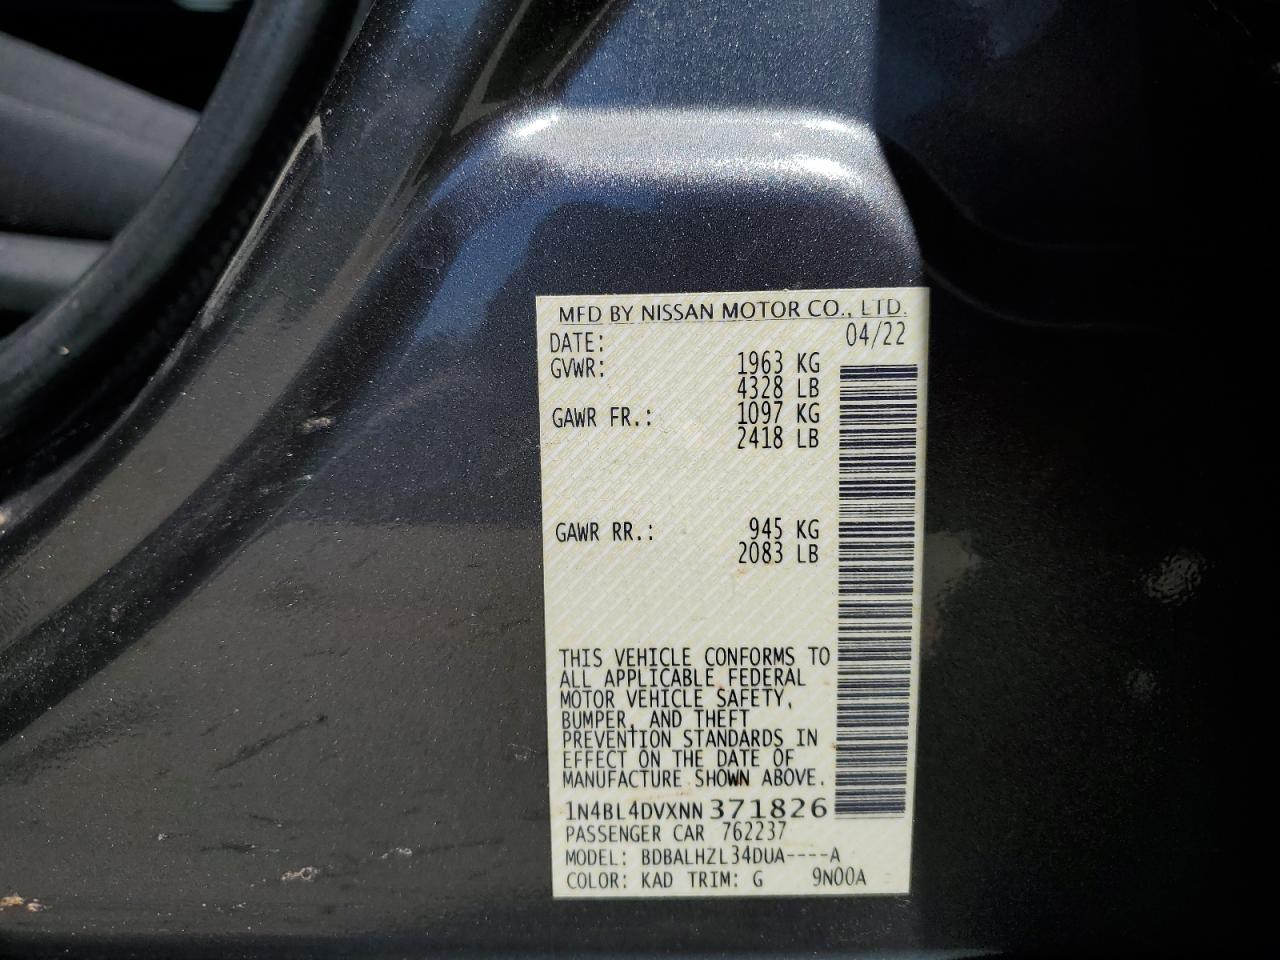 MFD BY NISSAN MOTOR CO., LTD.
DATE: 04/22
GVWR: 1963 KG
4328 LB
GAWR FR.: 1097 KG
2418 LB
GAWR RR.: 945 KG
2083 LB
THIS VEHICLE CONFORMS TO
ALL APPLICABLE FEDERAL
MOTOR VEHICLE SAFETY,
BUMPER, AND THEFT
PREVENTION STANDARDS IN
EFFECT ON THE DATE OF
MANUFACTURE SHOWN ABOVE.
1N4BL4DVXNN371826
PASSENGER CAR 762237
MODEL: BDBALHZL34DUA----A
COLOR: KAD TRIM: G 9N00A